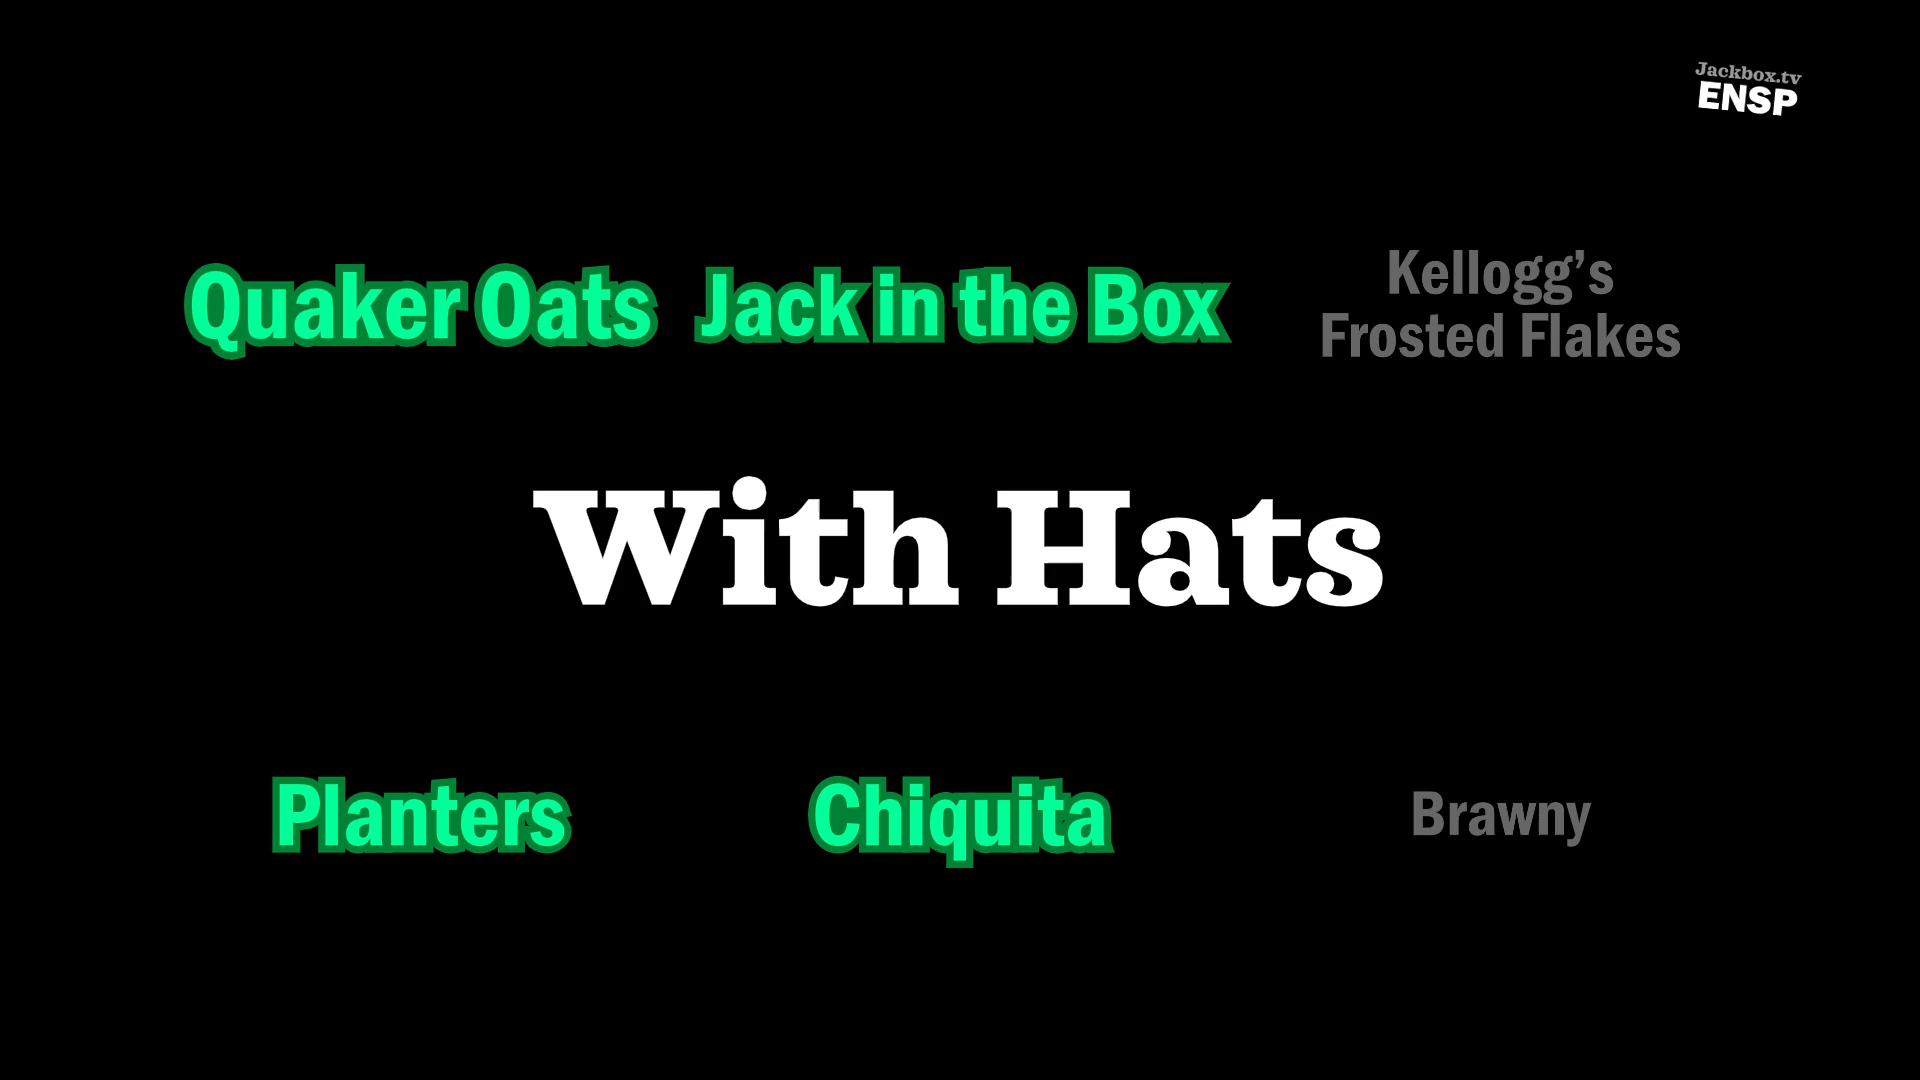 Jackbox.tv
ENSP
Quaker Oats
Jack in the Box
Kellogg’s
Frosted Flakes
With Hats
Planters
Chiquita
Brawny